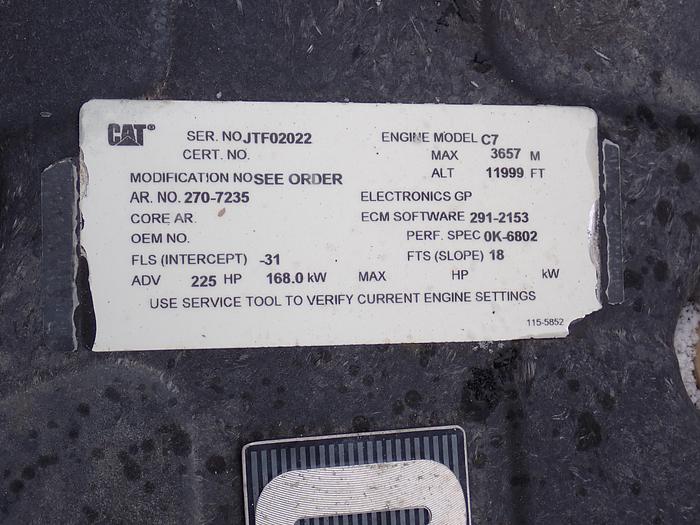 CAT® SER. NO JTF02022 ENGINE MODEL C7
CERT. NO. MAX 3657 M
MODIFICATION NO SEE ORDER ALT 11999 FT
AR. NO. 270-7235 ELECTRONICS GP
CORE AR. ECM SOFTWARE 291-2153
OEM NO. PERF. SPEC 0K-6802
FLS (INTERCEPT) -31 FTS (SLOPE) 18
ADV 225 HP 168.0 kW MAX HP kW
USE SERVICE TOOL TO VERIFY CURRENT ENGINE SETTINGS
115-5852